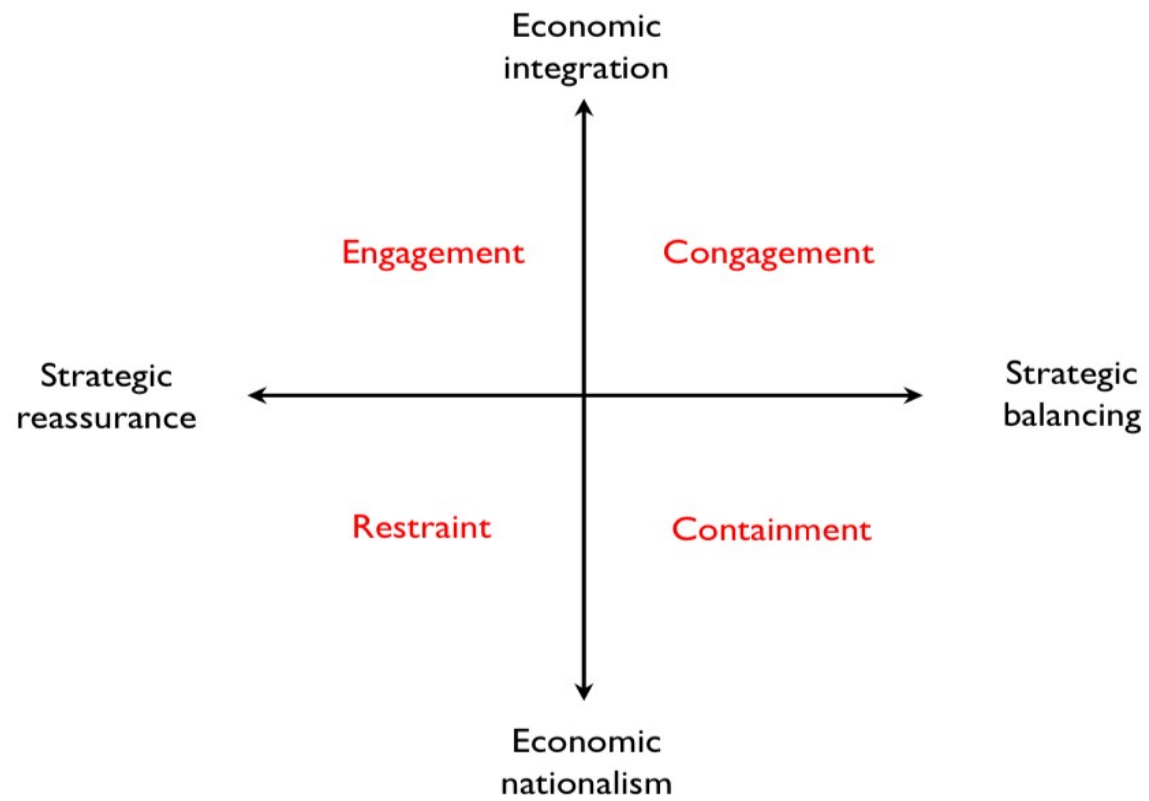 Economic
integration
Engagement
Congagement
Strategic
reassurance
Strategic
balancing
Restraint
Containment
Economic
nationalism